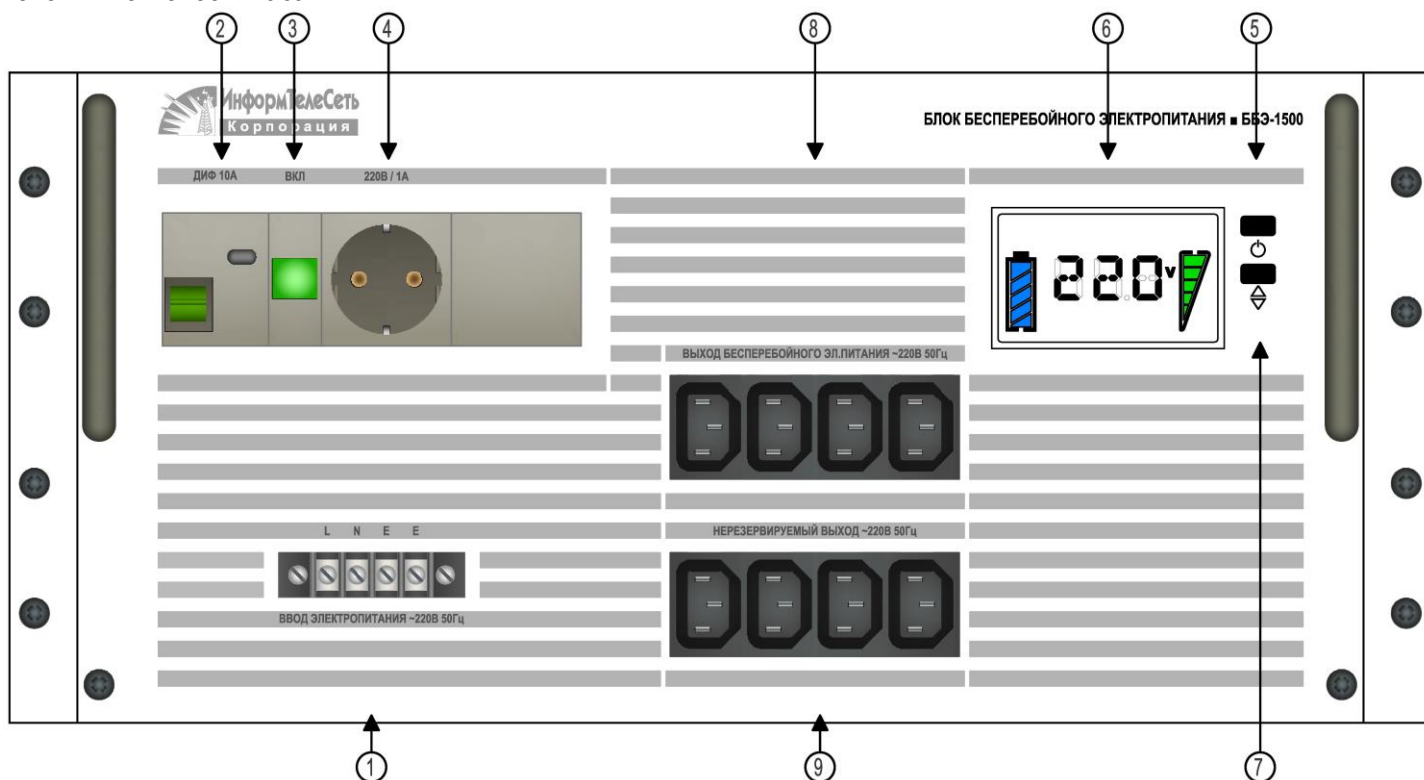 2
3
4
8
6
5
ИнформТелеСеть
Корпорация
БЛОК БЕСПЕРЕБОЙНОГО ЭЛЕКТРОПИТАНИЯ ■ ББЭ-1500
ДИФ 10А
ВКЛ
220В / 1А
220 v
ВЫХОД БЕСПЕРЕБОЙНОГО ЭЛ.ПИТАНИЯ ~220В 50Гц
L N E E
НЕРЕЗЕРВИРУЕМЫЙ ВЫХОД ~220В 50Гц
ВВОД ЭЛЕКТРОПИТАНИЯ ~220В 50Гц
1
9
7